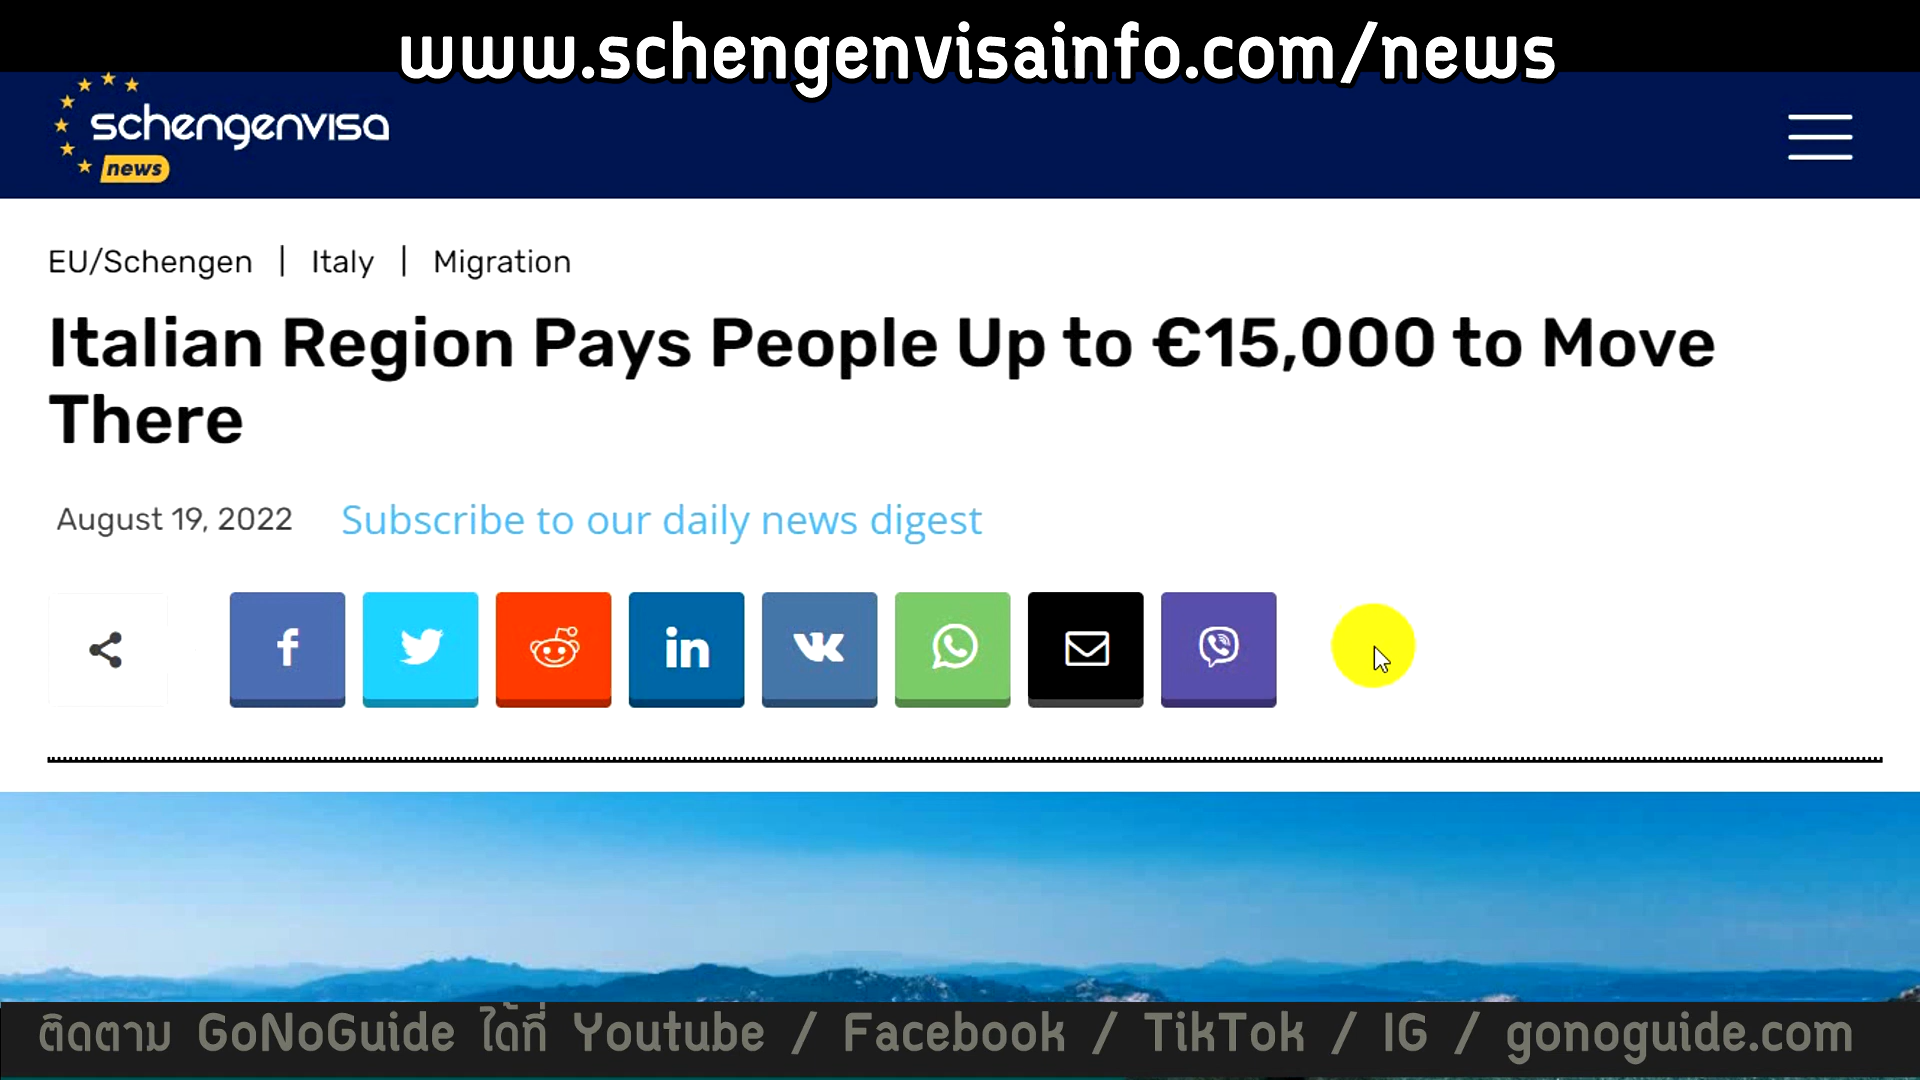 www.schengenvisainfo.com/news
schengenvisa
news
EU/Schengen | Italy | Migration
Italian Region Pays People Up to €15,000 to Move
There
August 19, 2022 Subscribe to our daily news digest
ติดตาม GoNoGuide ได้ที่ Youtube / Facebook / TikTok / IG / gonoguide.com